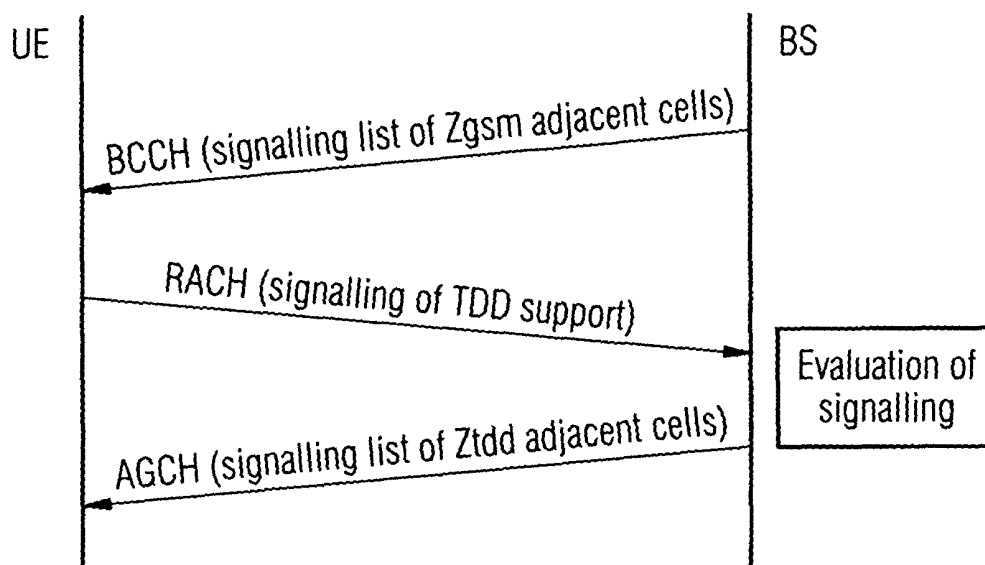 UE
BS
BCCH (signalling list of Zgsm adjacent cells)
RACH (signalling of TDD support)
Evaluation of
signalling
AGCH (signalling list of Ztdd adjacent cells)